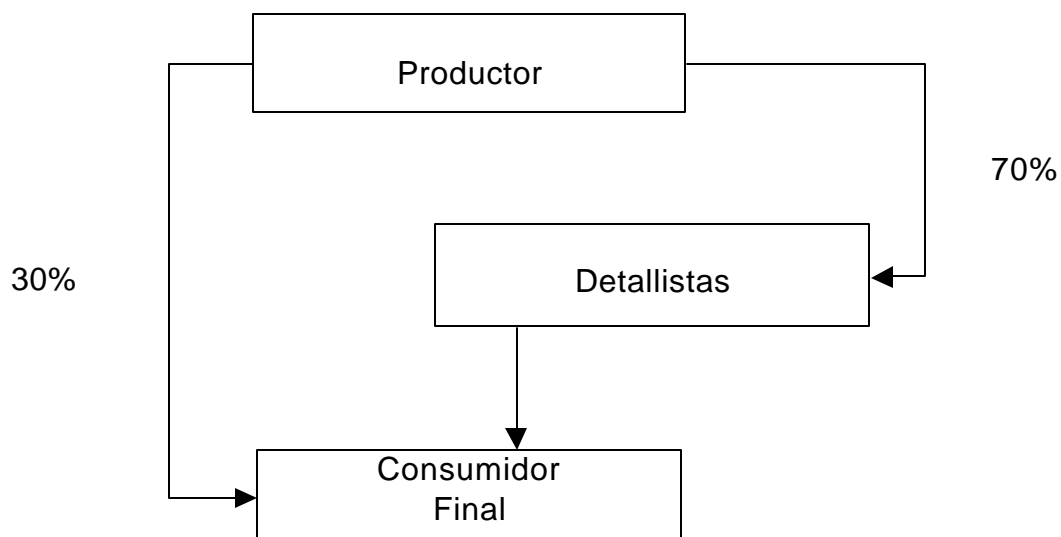 Productor
70%
30%
Detallistas
Consumidor
Final